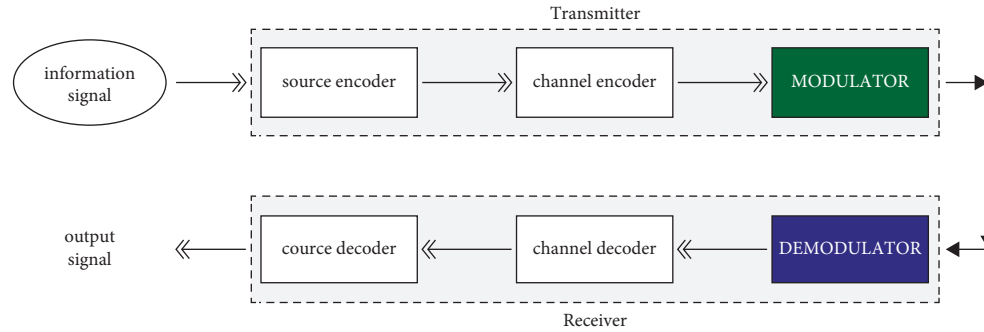 Transmitter
information
signal
source encoder
channel encoder
MODULATOR
output
signal
cource decoder
channel decoder
DEMODULATOR
Receiver